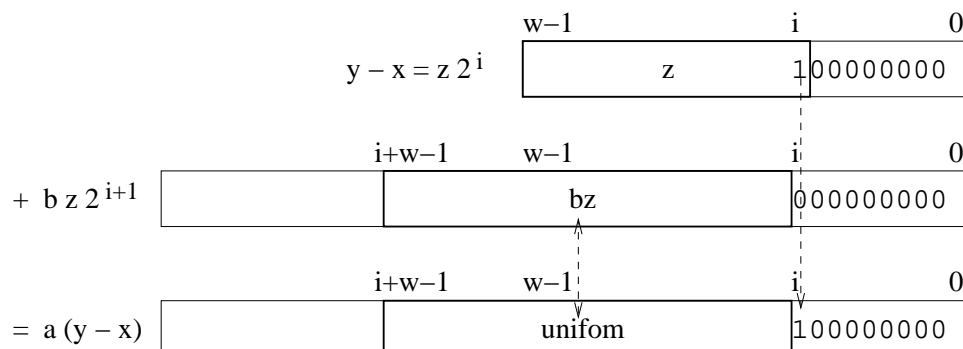 w−1 i 0
y − x = z 2^i z 100000000
i+w−1 w−1 i 0
+ b z 2^i+1 bz 000000000
i+w−1 w−1 i 0
= a (y − x) unifom 100000000